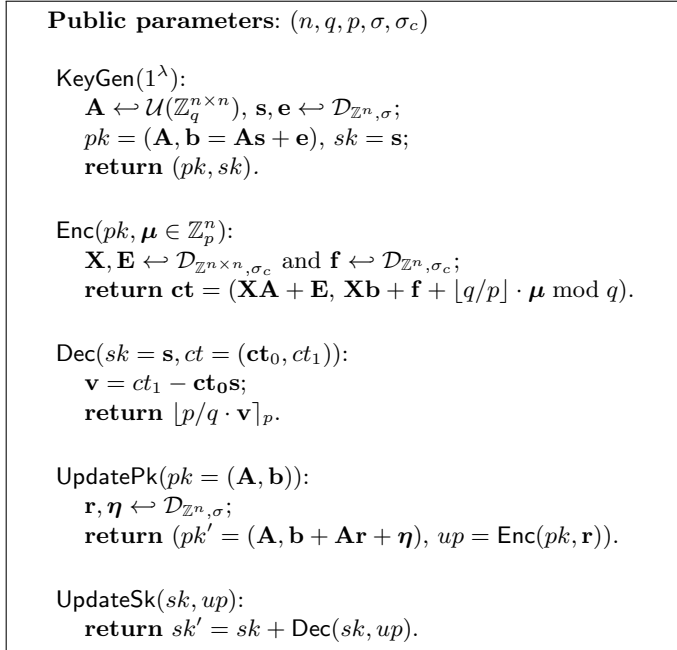 Public parameters: (n, q, p, σ, σ_c)
KeyGen(1^λ):
A ↩ U(ℤ_q^{n×n}), s, e ↩ D_{ℤ^n,σ};
pk = (A, b = As + e), sk = s;
return (pk, sk).
Enc(pk, μ ∈ ℤ_p^n):
X, E ↩ D_{ℤ^{n×n},σ_c} and f ↩ D_{ℤ^n,σ_c};
return ct = (XA + E, Xb + f + ⌊q/p⌋ · μ mod q).
Dec(sk = s, ct = (ct_0, ct_1)):
v = ct_1 − ct_0s;
return ⌊p/q · v⌉_p.
UpdatePk(pk = (A, b)):
r, η ↩ D_{ℤ^n,σ};
return (pk′ = (A, b + Ar + η), up = Enc(pk, r)).
UpdateSk(sk, up):
return sk′ = sk + Dec(sk, up).